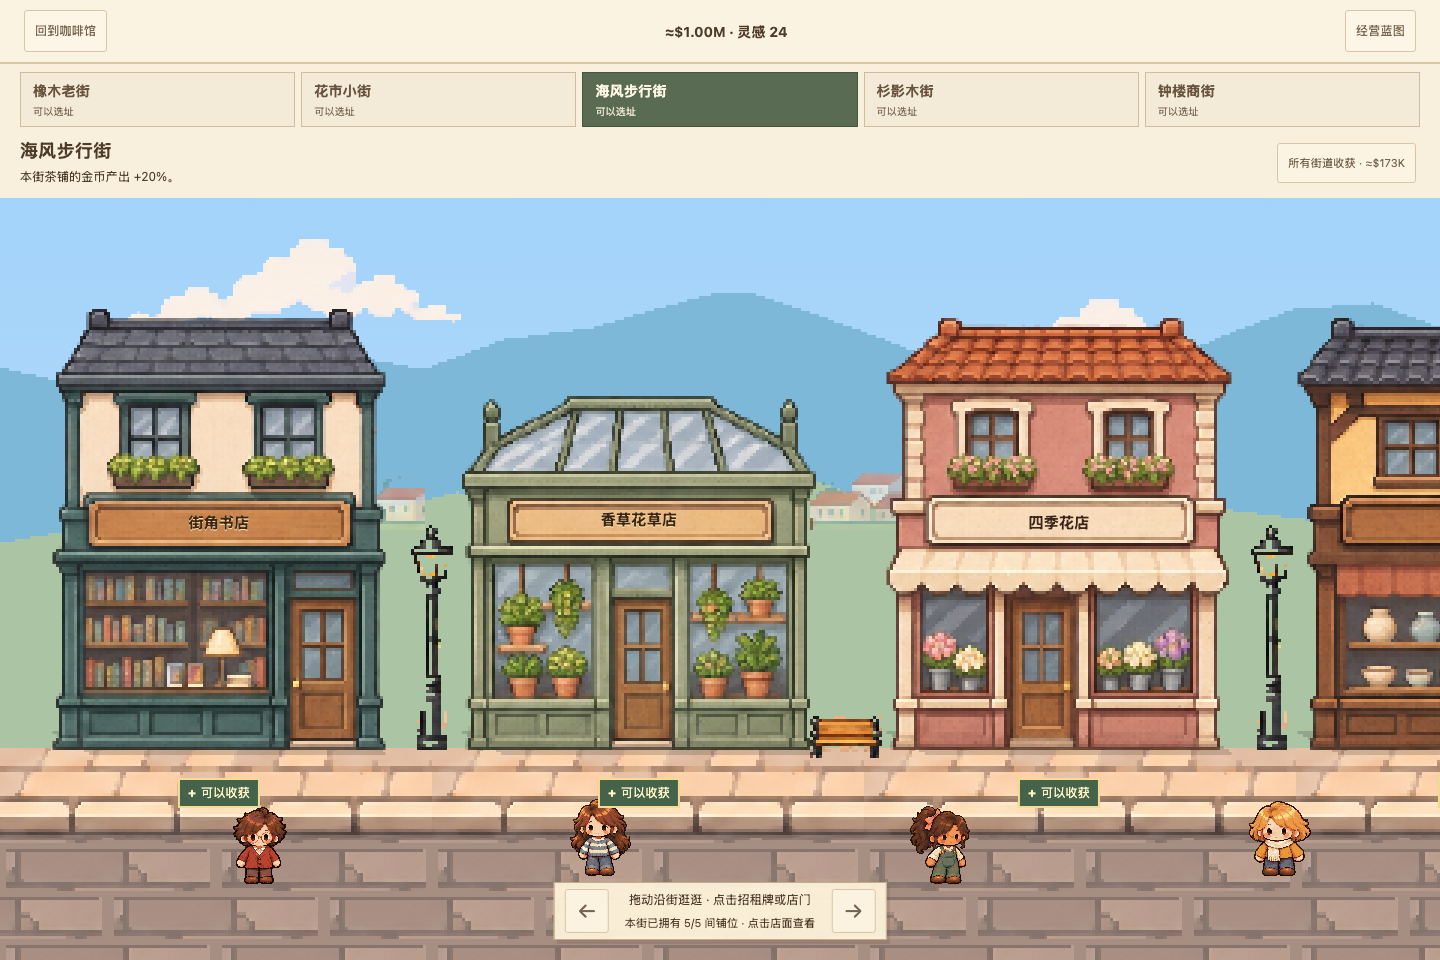 回到咖啡馆
≈$1.00M · 灵感 24
经营蓝图
橡木老街
可以选址
花市小街
可以选址
海风步行街
可以选址
杉影木街
可以选址
钟楼商街
可以选址
海风步行街
本街茶铺的金币产出 +20%。
所有街道收获 · ≈$173K
街角书店
香草花草店
四季花店
+ 可以收获
+ 可以收获
+ 可以收获
拖动沿街逛逛 · 点击招租牌或店门
本街已拥有 5/5 间铺位 · 点击店面查看